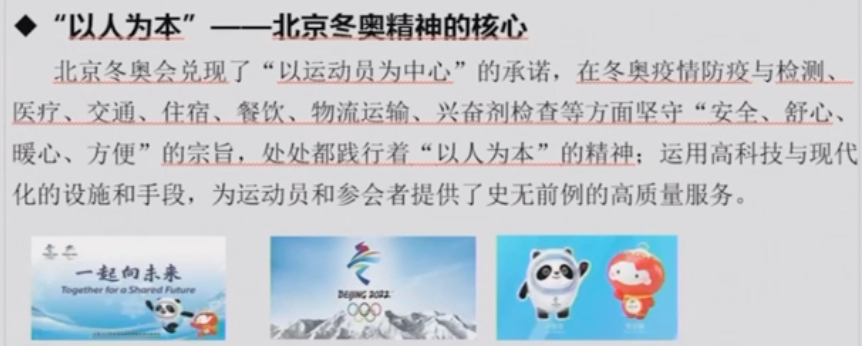 ◆ “以人为本”——北京冬奥精神的核心
北京冬奥会兑现了“以运动员为中心”的承诺，在冬奥疫情防疫与检测、
医疗、交通、住宿、餐饮、物流运输、兴奋剂检查等方面坚守“安全、舒心、
暖心、方便”的宗旨，处处都践行着“以人为本”的精神；运用高科技与现代
化的设施和手段，为运动员和参会者提供了史无前例的高质量服务。
一起向未来
Together for a Shared Future
BEIJING 2022